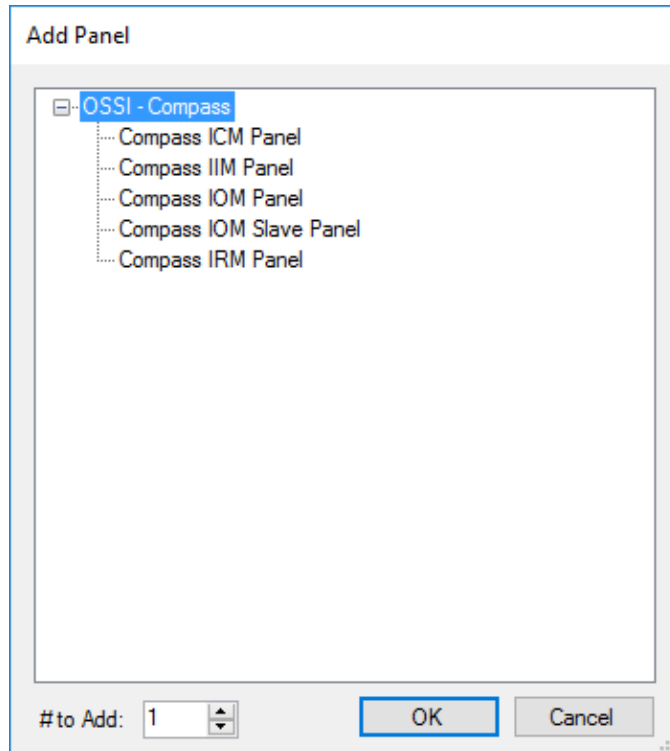 Add Panel
OSSI - Compass
Compass ICM Panel
Compass IIM Panel
Compass IOM Panel
Compass IOM Slave Panel
Compass IRM Panel
# to Add: 1 OK Cancel